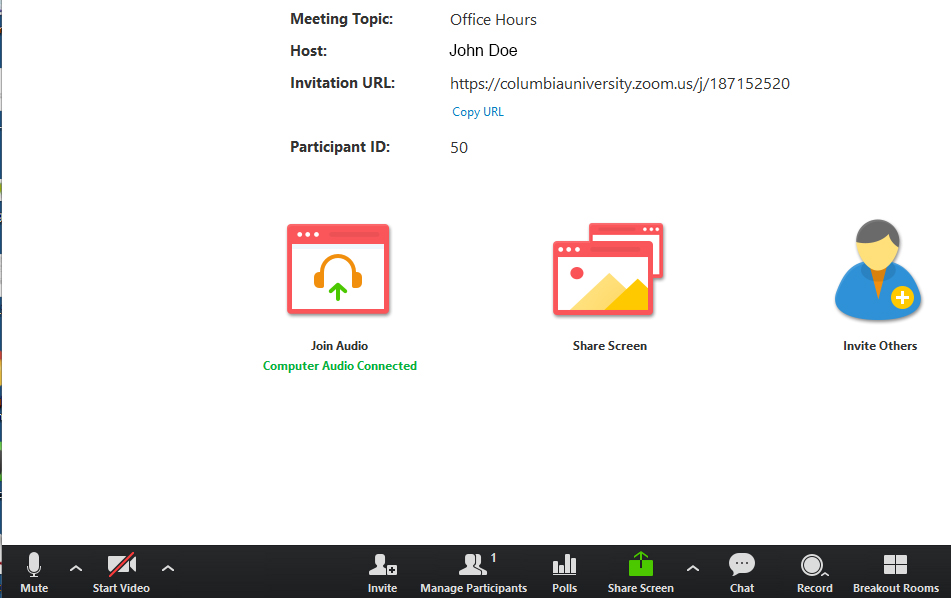 Meeting Topic: Office Hours
Host: John Doe
Invitation URL: https://columbiauniversity.zoom.us/j/187152520
Copy URL
Participant ID: 50
Join Audio Share Screen Invite Others
Computer Audio Connected
1
Mute Start Video Invite Manage Participants Polls Share Screen Chat Record Breakout Rooms